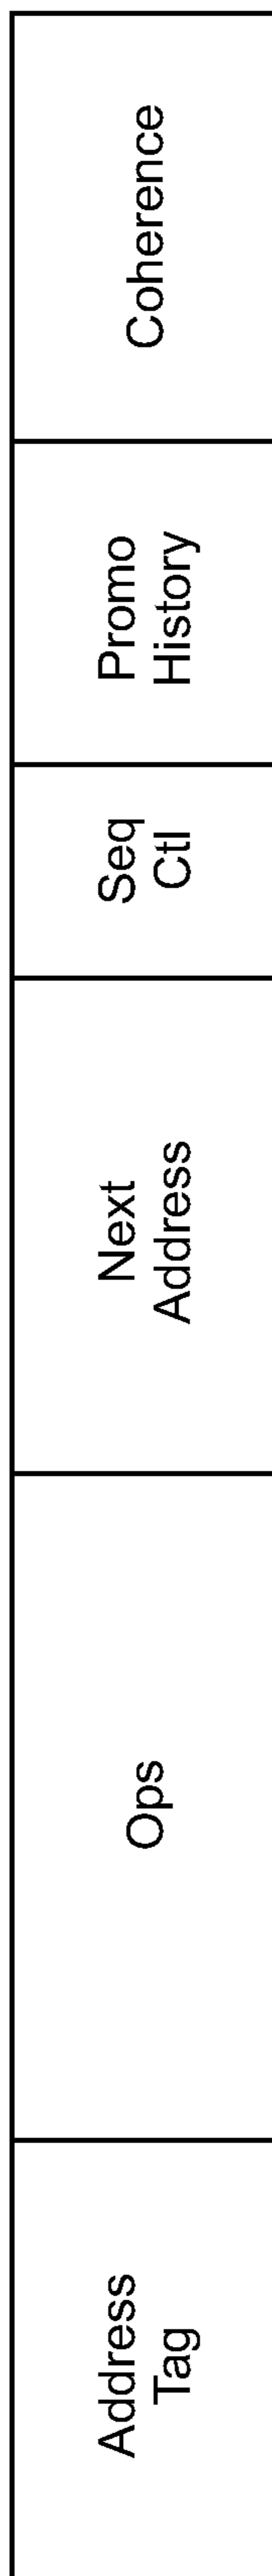 Address
Tag
Ops
Next
Address
Seq
Ctl
Promo
History
Coherence